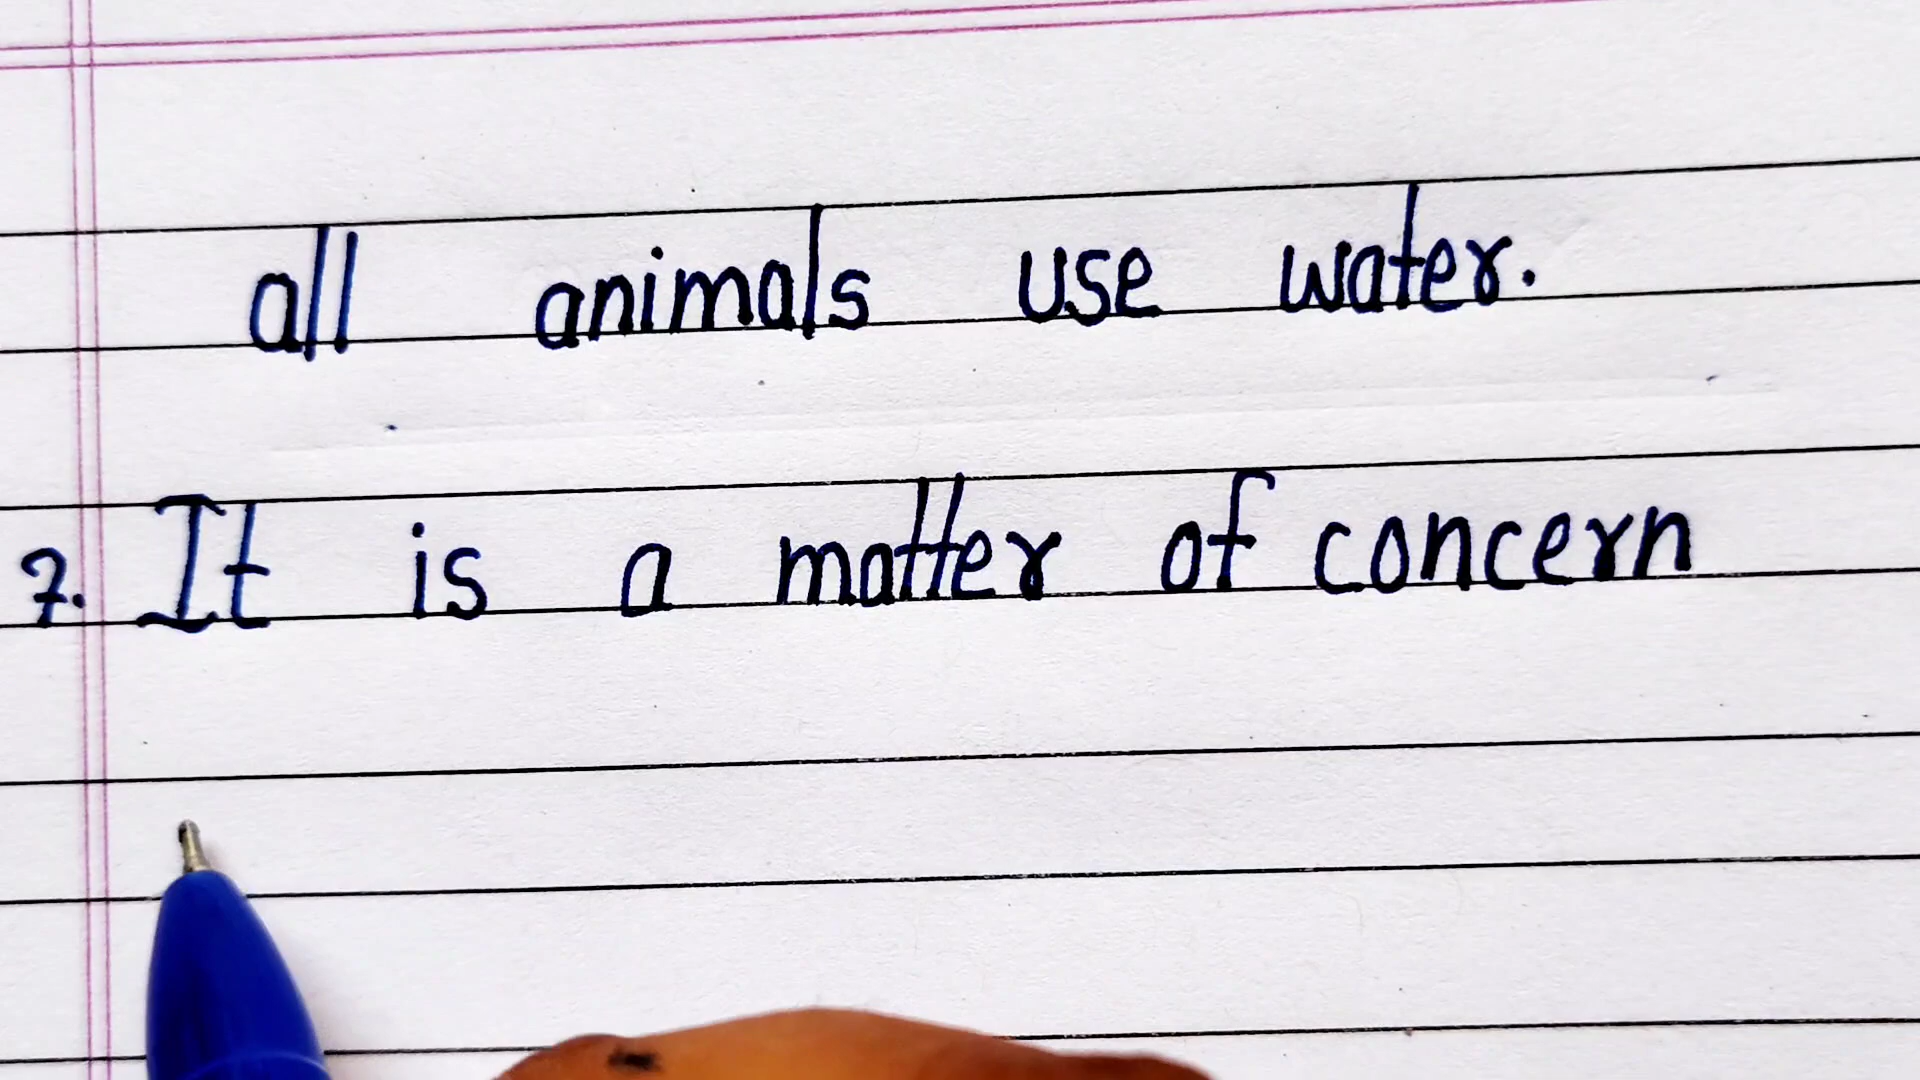 all animals use water.
7. It is a matter of concern